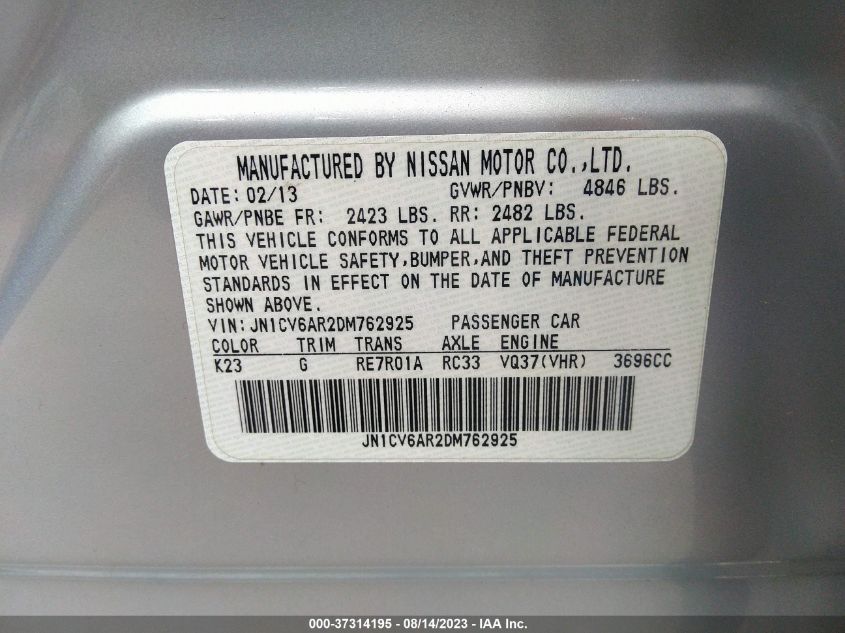 MANUFACTURED BY NISSAN MOTOR CO.,LTD.
DATE: 02/13 GVWR/PNBV: 4846 LBS.
GAWR/PNBE FR: 2423 LBS. RR: 2482 LBS.
THIS VEHICLE CONFORMS TO ALL APPLICABLE FEDERAL
MOTOR VEHICLE SAFETY,BUMPER,AND THEFT PREVENTION
STANDARDS IN EFFECT ON THE DATE OF MANUFACTURE
SHOWN ABOVE.
VIN:JN1CV6AR2DM762925 PASSENGER CAR
COLOR TRIM TRANS AXLE ENGINE
K23 G RE7R01A RC33 VQ37(VHR) 3696CC
JN1CV6AR2DM762925
000-37314195 - 08/14/2023 - IAA Inc.